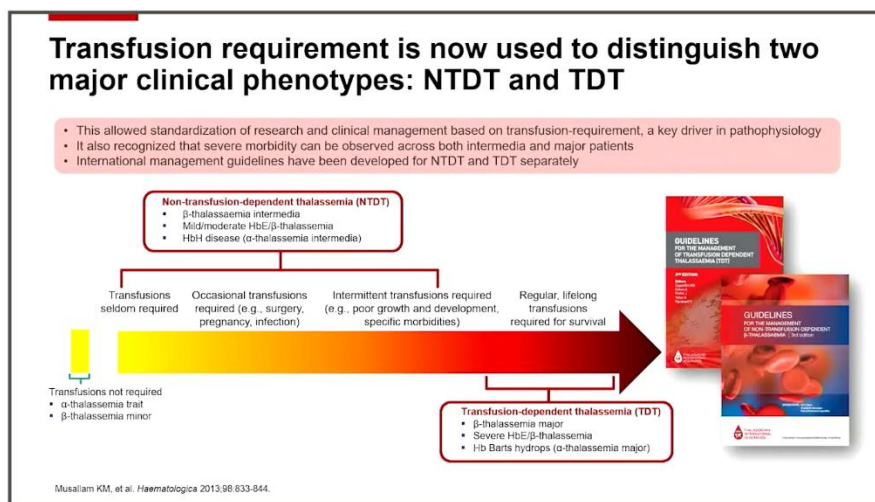 Transfusion requirement is now used to distinguish two
major clinical phenotypes: NTDT and TDT
• This allowed standardization of research and clinical management based on transfusion-requirement, a key driver in pathophysiology
• It also recognized that severe morbidity can be observed across both intermedia and major patients
• International management guidelines have been developed for NTDT and TDT separately
Non-transfusion-dependent thalassemia (NTDT)
▪ β-thalassaemia intermedia
▪ Mild/moderate HbE/β-thalassemia
▪ HbH disease (α-thalassemia intermedia)
Transfusions
seldom required
Occasional transfusions
required (e.g., surgery,
pregnancy, infection)
Intermittent transfusions required
(e.g., poor growth and development,
specific morbidities)
Regular, lifelong
transfusions
required for survival
Transfusions not required
▪ α-thalassemia trait
▪ β-thalassemia minor
Transfusion-dependent thalassemia (TDT)
▪ β-thalassemia major
▪ Severe HbE/β-thalassemia
▪ Hb Barts hydrops (α-thalassemia major)
GUIDELINES
FOR THE MANAGEMENT
OF TRANSFUSION DEPENDENT
THALASSAEMIA (TDT)
GUIDELINES
FOR THE MANAGEMENT
OF NON-TRANSFUSION-DEPENDENT
β-THALASSAEMIA | 3rd edition
Musallam KM, et al. Haematologica 2013;98:833-844.